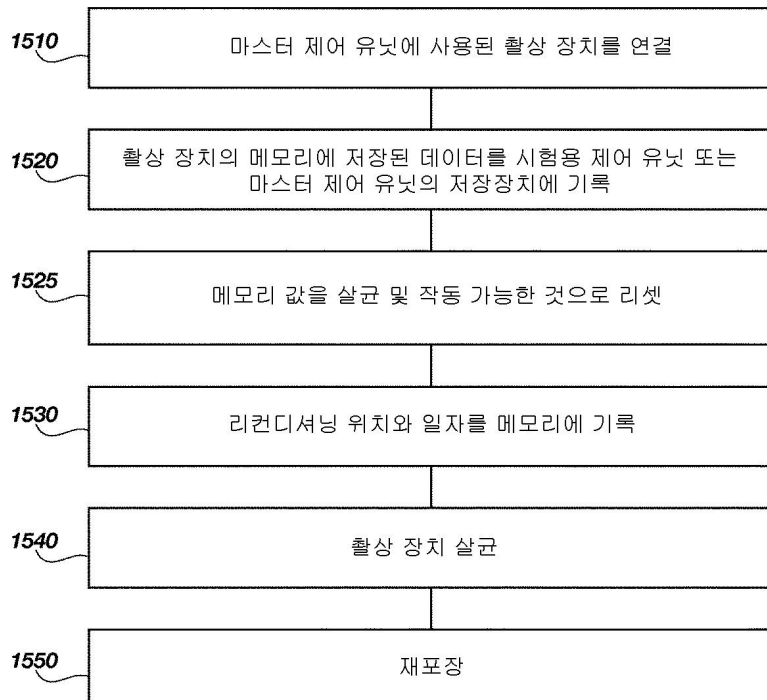 1510
마스터 제어 유닛에 사용된 촬상 장치를 연결
1520
촬상 장치의 메모리에 저장된 데이터를 시험용 제어 유닛 또는
마스터 제어 유닛의 저장장치에 기록
1525
메모리 값을 살균 및 작동 가능한 것으로 리셋
1530
리컨디셔닝 위치와 일자를 메모리에 기록
1540
촬상 장치 살균
1550
재포장